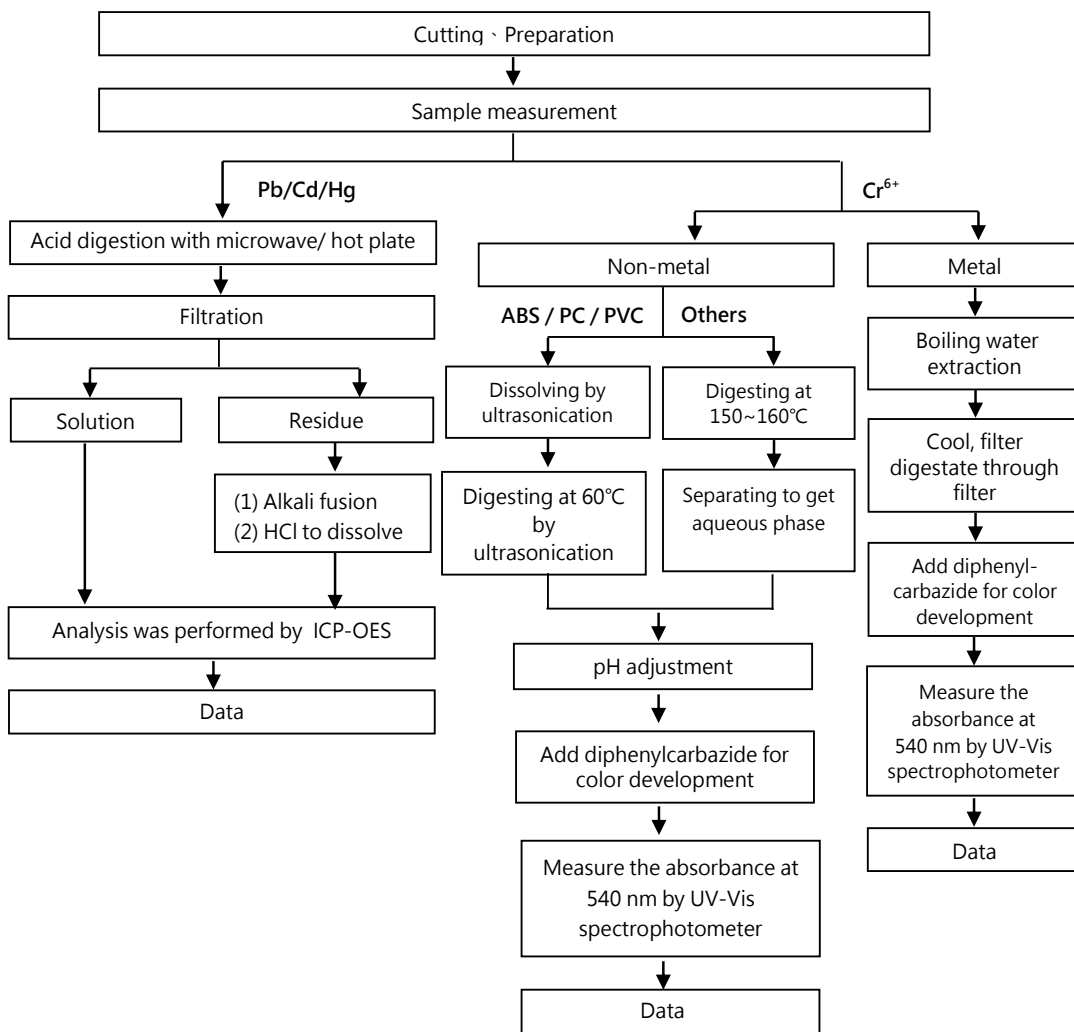 Cutting、Preparation
Sample measurement
Pb/Cd/Hg
Acid digestion with microwave/ hot plate
Filtration
Solution
Residue
(1) Alkali fusion
(2) HCl to dissolve
Analysis was performed by ICP-OES
Data
Cr⁶⁺
Non-metal
ABS / PC / PVC
Others
Dissolving by
ultrasonication
Digesting at
150~160℃
Digesting at 60℃
by
ultrasonication
Separating to get
aqueous phase
pH adjustment
Add diphenylcarbazide for
color development
Measure the absorbance at
540 nm by UV-Vis
spectrophotometer
Data
Metal
Boiling water
extraction
Cool, filter
digestate through
filter
Add diphenyl-
carbazide for color
development
Measure the
absorbance at
540 nm by UV-Vis
spectrophotometer
Data